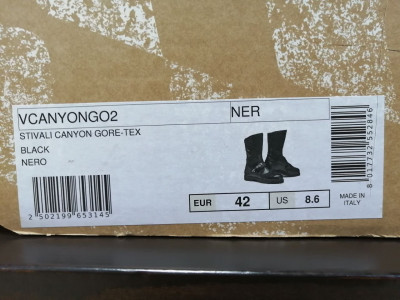 VCANYONGO2 NER
STIVALI CANYON GORE-TEX
BLACK
NERO
EUR 42 US 8.6
MADE IN
ITALY
2 502199 653145
8 017732 552846